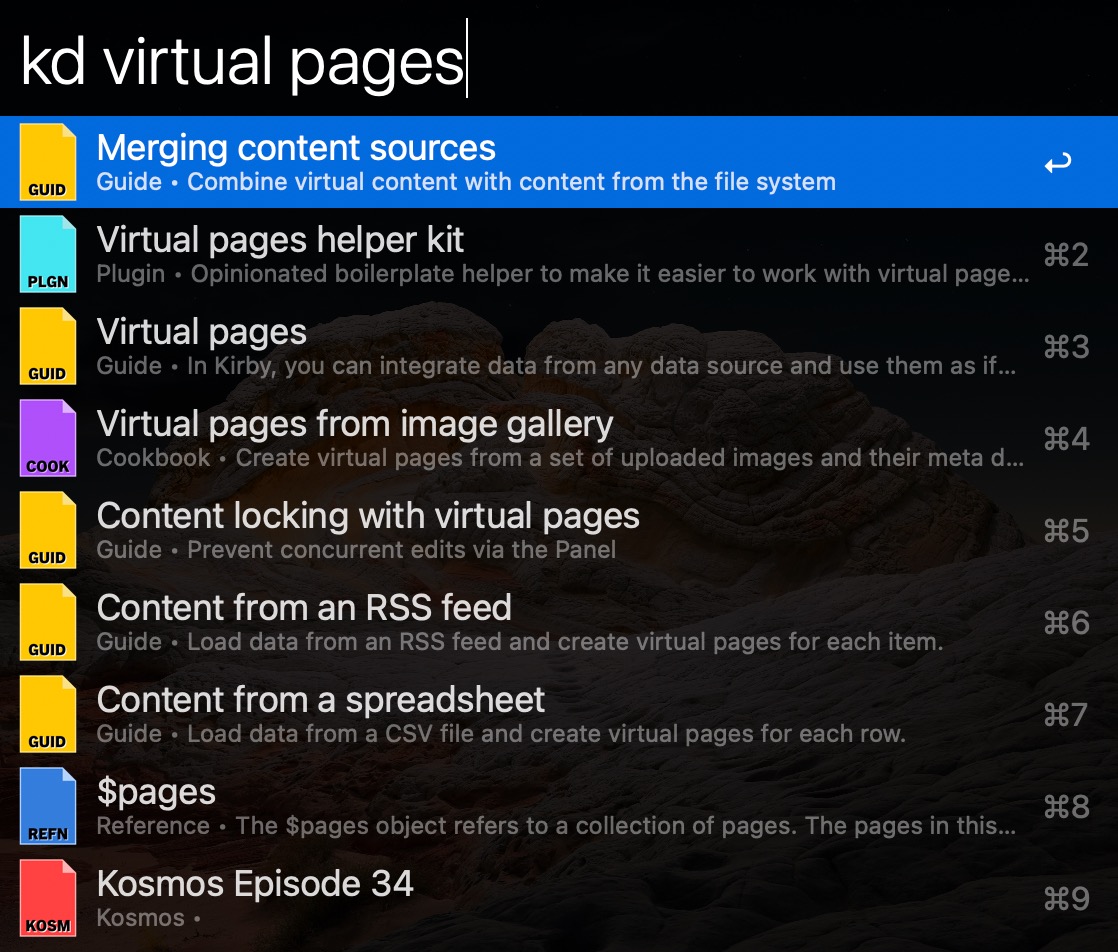 kd virtual pages
GUID
Merging content sources
Guide • Combine virtual content with content from the file system
PLGN
Virtual pages helper kit
Plugin • Opinionated boilerplate helper to make it easier to work with virtual page...
⌘2
GUID
Virtual pages
Guide • In Kirby, you can integrate data from any data source and use them as if...
⌘3
COOK
Virtual pages from image gallery
Cookbook • Create virtual pages from a set of uploaded images and their meta d...
⌘4
GUID
Content locking with virtual pages
Guide • Prevent concurrent edits via the Panel
⌘5
GUID
Content from an RSS feed
Guide • Load data from an RSS feed and create virtual pages for each item.
⌘6
GUID
Content from a spreadsheet
Guide • Load data from a CSV file and create virtual pages for each row.
⌘7
REFN
$pages
Reference • The $pages object refers to a collection of pages. The pages in this...
⌘8
KOSM
Kosmos Episode 34
Kosmos •
⌘9